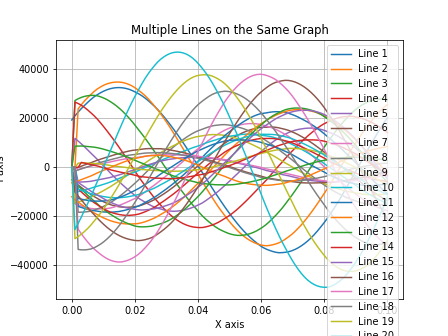 Multiple Lines on the Same Graph
40000
20000
0
−20000
−40000
0.00
0.02
0.04
0.06
0.08
X axis
Line 1
Line 2
Line 3
Line 4
Line 5
Line 6
Line 7
Line 8
Line 9
Line 10
Line 11
Line 12
Line 13
Line 14
Line 15
Line 16
Line 17
Line 18
Line 19
Line 20